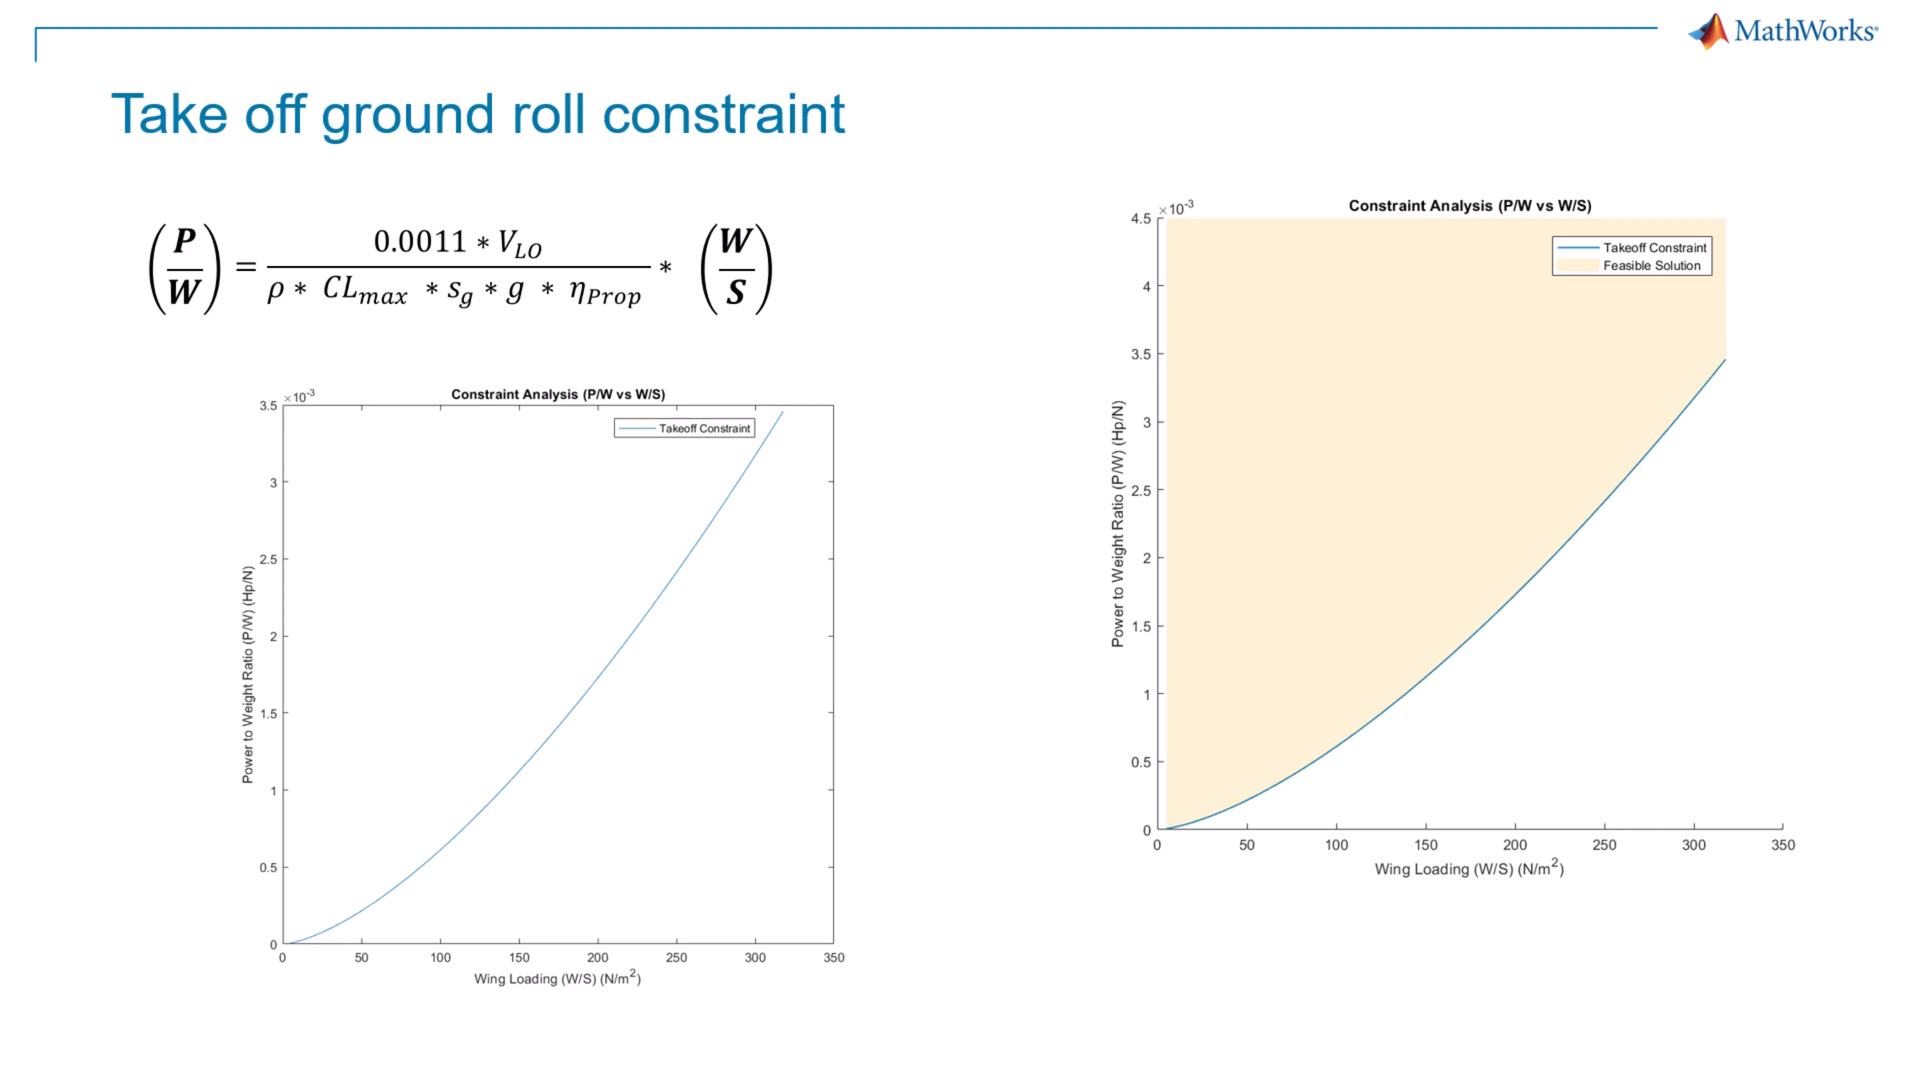 MathWorks®
Take off ground roll constraint
(P/W) = (0.0011 * V_LO) / (ρ * CL_max * s_g * g * η_Prop) * (W/S)
Constraint Analysis (P/W vs W/S)
×10^-3
Takeoff Constraint
3.5
3
2.5
2
1.5
1
0.5
0
Power to Weight Ratio (P/W) (Hp/N)
0 50 100 150 200 250 300 350
Wing Loading (W/S) (N/m^2)
Constraint Analysis (P/W vs W/S)
×10^-3
Takeoff Constraint
Feasible Solution
4.5
4
3.5
3
2.5
2
1.5
1
0.5
0
Power to Weight Ratio (P/W) (Hp/N)
0 50 100 150 200 250 300 350
Wing Loading (W/S) (N/m^2)